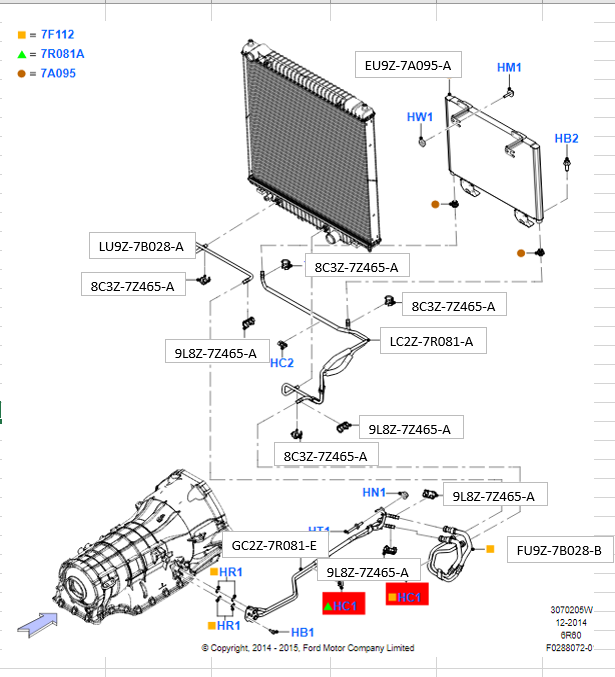 = 7F112
= 7R081A
= 7A095
EU9Z-7A095-A
HM1
HW1
HB2
LU9Z-7B028-A
8C3Z-7Z465-A
8C3Z-7Z465-A
8C3Z-7Z465-A
9L8Z-7Z465-A
HC2
LC2Z-7R081-A
9L8Z-7Z465-A
8C3Z-7Z465-A
HN1
9L8Z-7Z465-A
GC2Z-7R081-E
FU9Z-7B028-B
9L8Z-7Z465-A
HR1
HC1
HC1
HR1
HB1
3070205W
12-2014
6R60
F0288072-0
© Copyright, 2014 - 2015, Ford Motor Company Limited